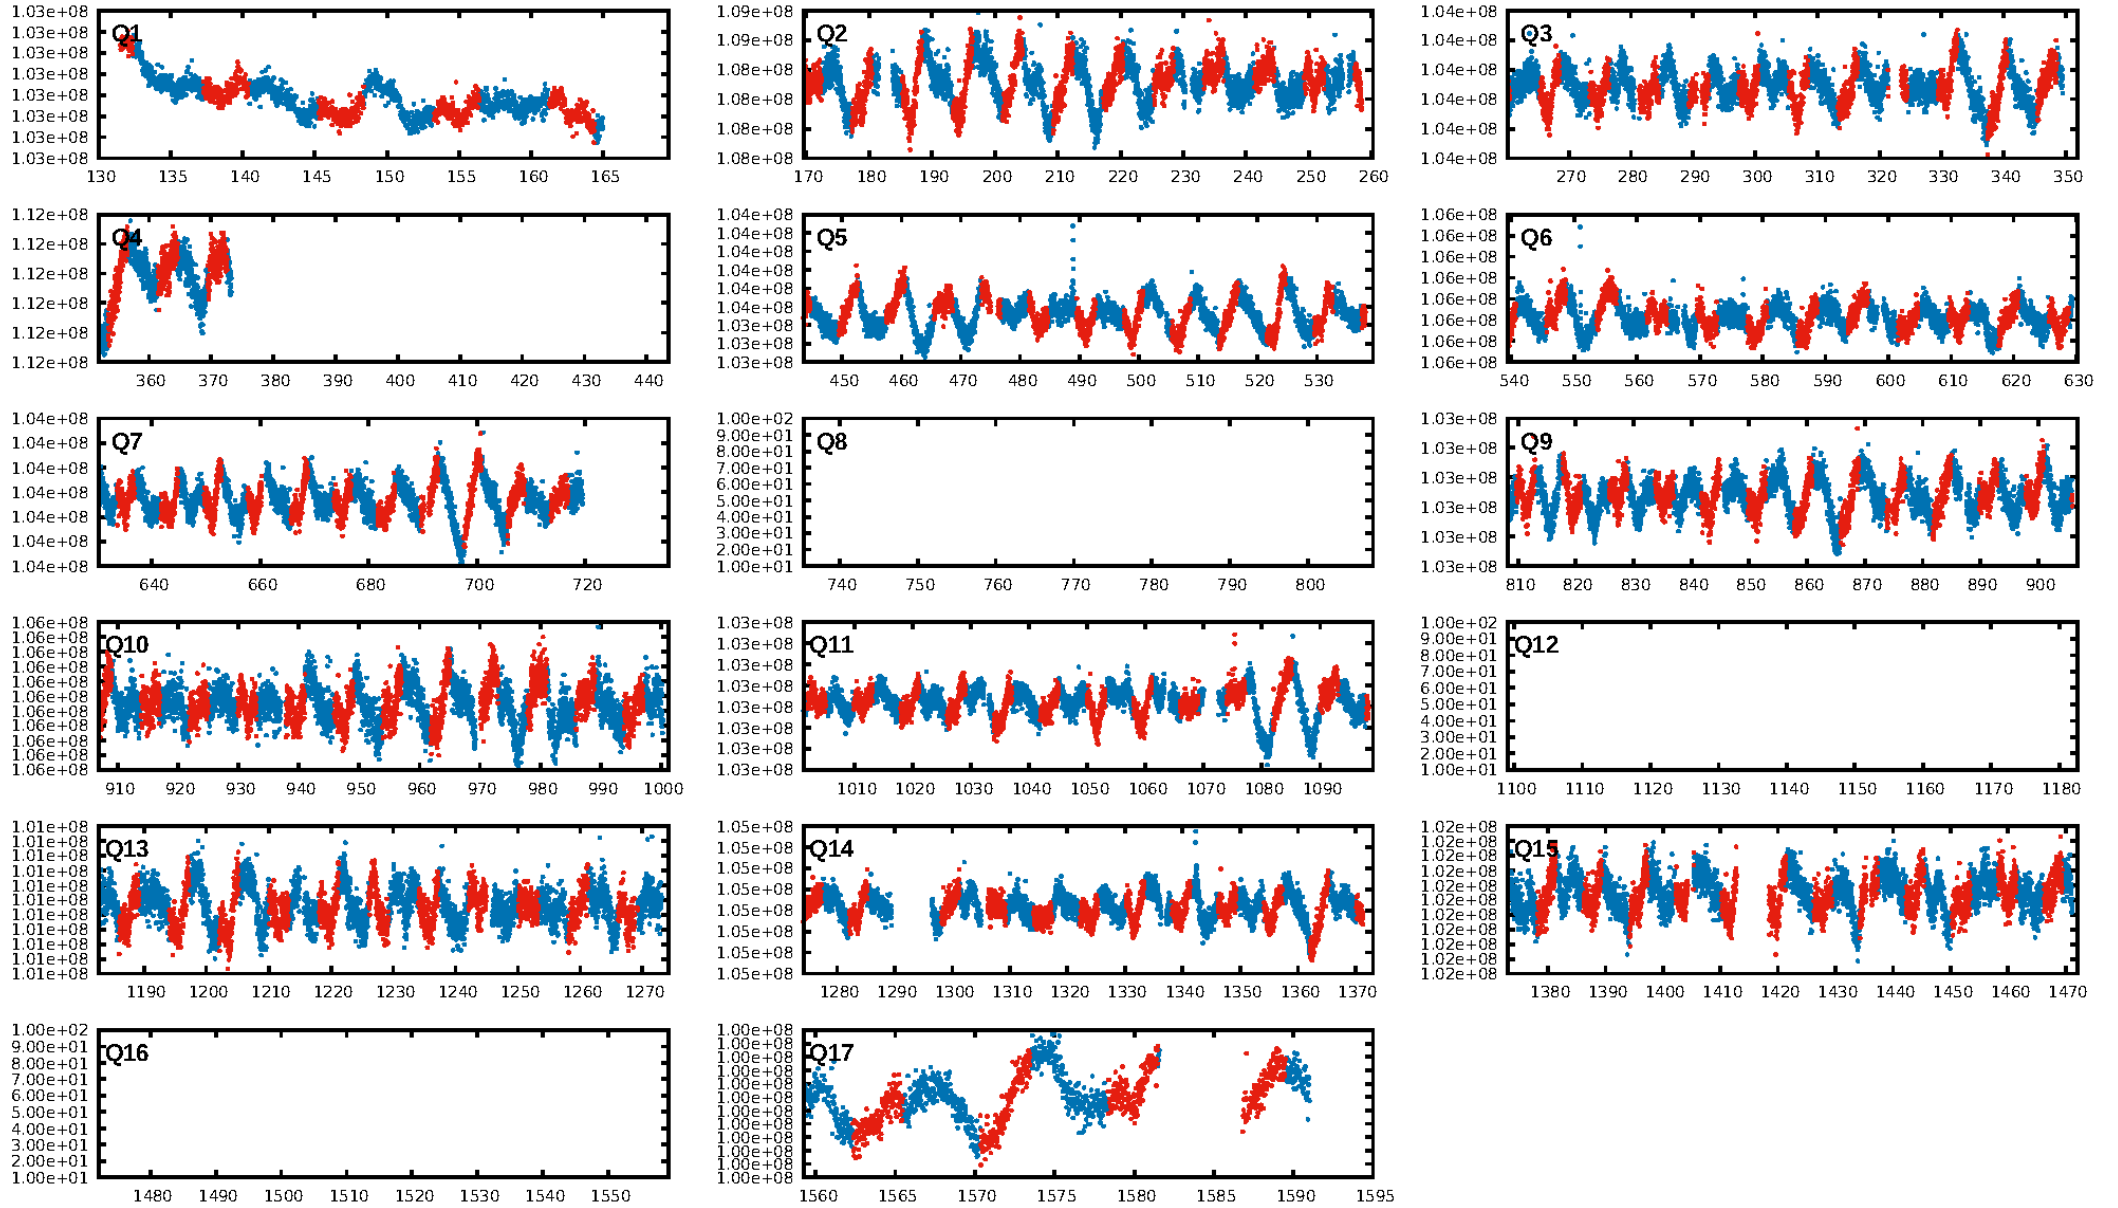 1.03e+08
1.03e+08
1.03e+08
1.03e+08
1.03e+08
1.03e+08
1.03e+08
1.03e+08
Q1
130 135 140 145 150 155 160 165
1.09e+08
1.09e+08
1.08e+08
1.08e+08
1.08e+08
1.08e+08
Q2
170 180 190 200 210 220 230 240 250 260
1.04e+08
1.04e+08
1.04e+08
1.04e+08
1.04e+08
1.04e+08
Q3
270 280 290 300 310 320 330 340 350
1.12e+08
1.12e+08
1.12e+08
1.12e+08
1.12e+08
1.12e+08
Q4
360 370 380 390 400 410 420 430 440
1.04e+08
1.04e+08
1.04e+08
1.04e+08
1.04e+08
1.04e+08
1.03e+08
1.03e+08
1.03e+08
Q5
450 460 470 480 490 500 510 520 530
1.06e+08
1.06e+08
1.06e+08
1.06e+08
1.06e+08
1.06e+08
1.06e+08
1.06e+08
Q6
540 550 560 570 580 590 600 610 620 630
1.04e+08
1.04e+08
1.04e+08
1.04e+08
1.04e+08
1.04e+08
1.04e+08
Q7
640 660 680 700 720
1.00e+02
9.00e+01
8.00e+01
7.00e+01
6.00e+01
5.00e+01
4.00e+01
3.00e+01
2.00e+01
1.00e+01
Q8
740 750 760 770 780 790 800
1.03e+08
1.03e+08
1.03e+08
1.03e+08
1.03e+08
1.03e+08
Q9
810 820 830 840 850 860 870 880 890 900
1.06e+08
1.06e+08
1.06e+08
1.06e+08
1.06e+08
1.06e+08
1.06e+08
1.06e+08
1.06e+08
1.06e+08
1.06e+08
Q10
910 920 930 940 950 960 970 980 990 1000
1.03e+08
1.03e+08
1.03e+08
1.03e+08
1.03e+08
1.03e+08
1.03e+08
1.03e+08
Q11
1010 1020 1030 1040 1050 1060 1070 1080 1090
1.00e+02
9.00e+01
8.00e+01
7.00e+01
6.00e+01
5.00e+01
4.00e+01
3.00e+01
2.00e+01
1.00e+01
Q12
1100 1110 1120 1130 1140 1150 1160 1170 1180
1.01e+08
1.01e+08
1.01e+08
1.01e+08
1.01e+08
1.01e+08
1.01e+08
1.01e+08
1.01e+08
1.01e+08
1.01e+08
Q13
1190 1200 1210 1220 1230 1240 1250 1260 1270
1.05e+08
1.05e+08
1.05e+08
1.05e+08
1.05e+08
1.05e+08
1.05e+08
1.05e+08
Q14
1280 1290 1300 1310 1320 1330 1340 1350 1360 1370
1.02e+08
1.02e+08
1.02e+08
1.02e+08
1.02e+08
1.02e+08
1.02e+08
1.02e+08
1.02e+08
1.02e+08
1.02e+08
Q15
1380 1390 1400 1410 1420 1430 1440 1450 1460 1470
1.00e+02
9.00e+01
8.00e+01
7.00e+01
6.00e+01
5.00e+01
4.00e+01
3.00e+01
2.00e+01
1.00e+01
Q16
1480 1490 1500 1510 1520 1530 1540 1550
1.00e+08
1.00e+08
1.00e+08
1.00e+08
1.00e+08
1.00e+08
1.00e+08
1.00e+08
1.00e+08
1.00e+08
1.00e+08
1.00e+08
Q17
1560 1565 1570 1575 1580 1585 1590 1595